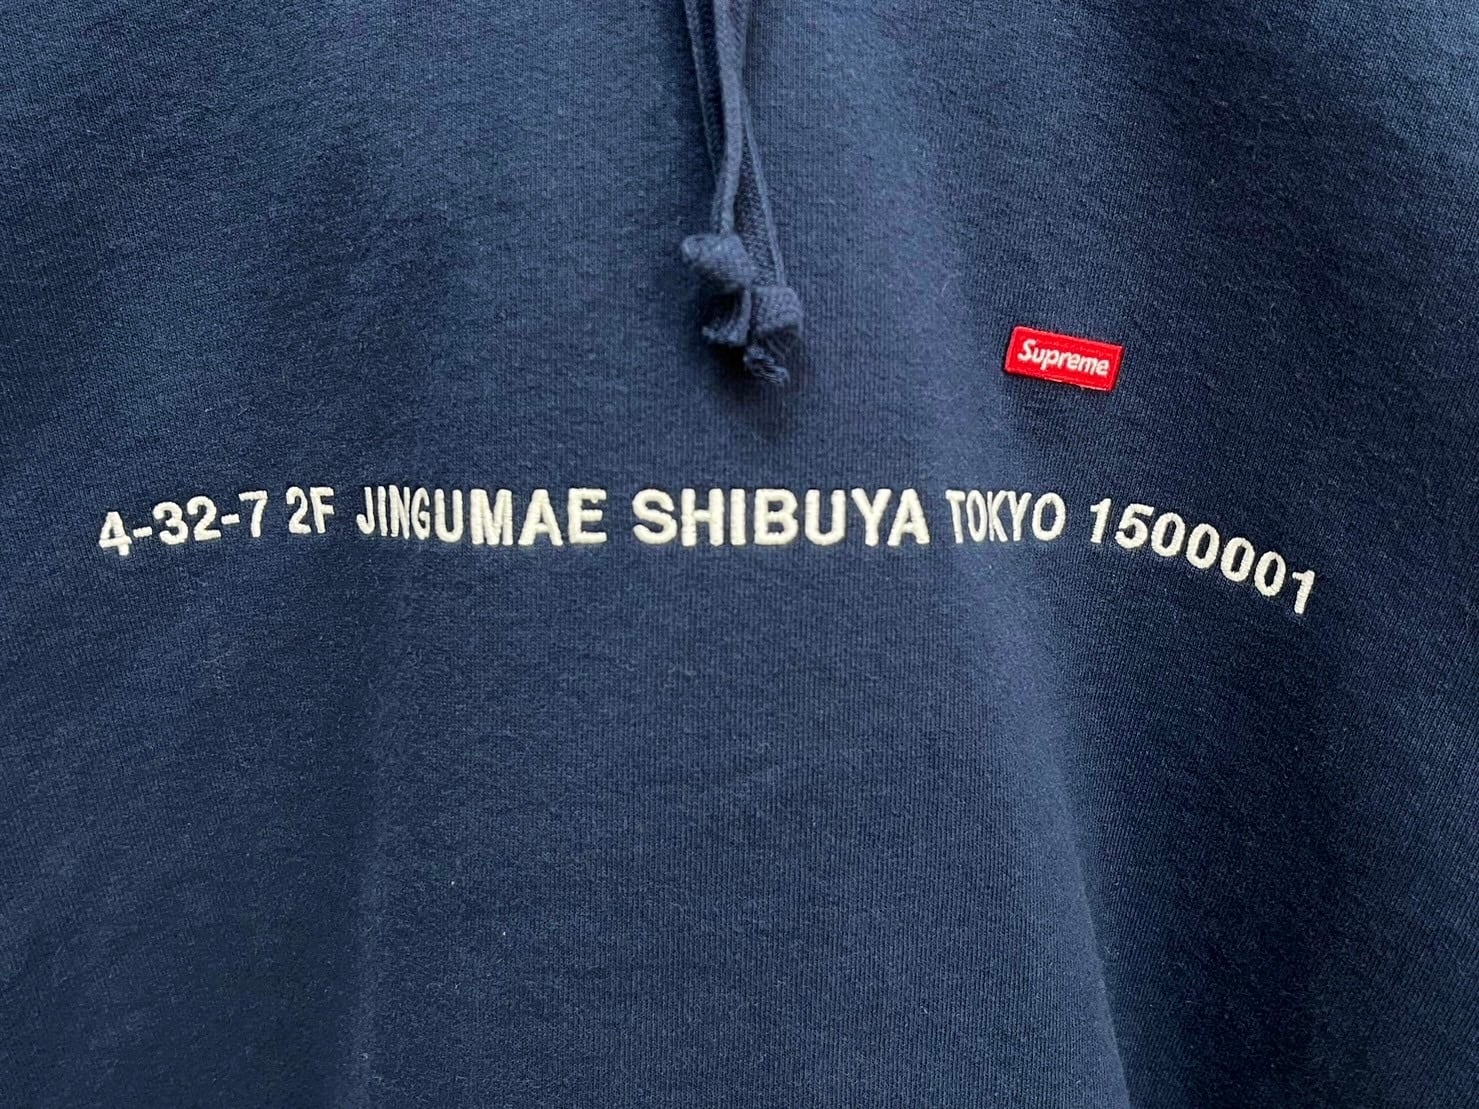 Supreme
4-32-7 2F JINGUMAE SHIBUYA TOKYO 1500001